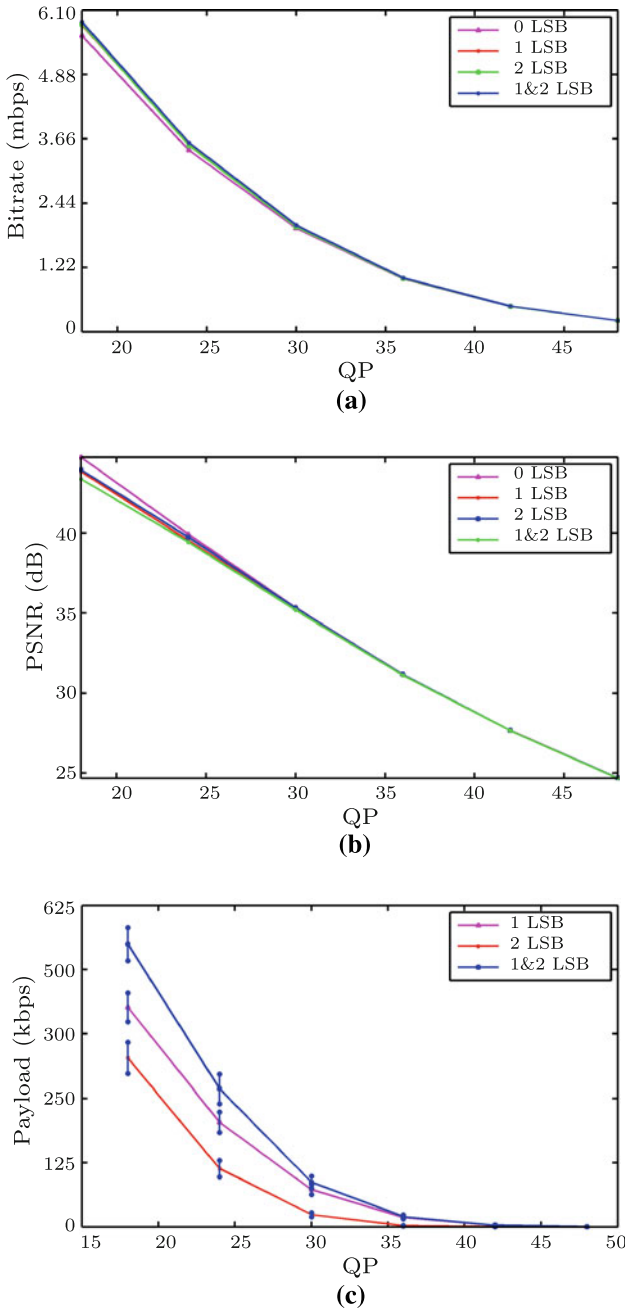 6.10
4.88
3.66
2.44
1.22
0
Bitrate (mbps)
0 LSB
1 LSB
2 LSB
1&2 LSB
20 25 30 35 40 45
QP
(a)
40
35
30
25
PSNR (dB)
0 LSB
1 LSB
2 LSB
1&2 LSB
20 25 30 35 40 45
QP
(b)
625
500
300
250
125
0
Payload (kbps)
1 LSB
2 LSB
1&2 LSB
15 20 25 30 35 40 45 50
QP
(c)